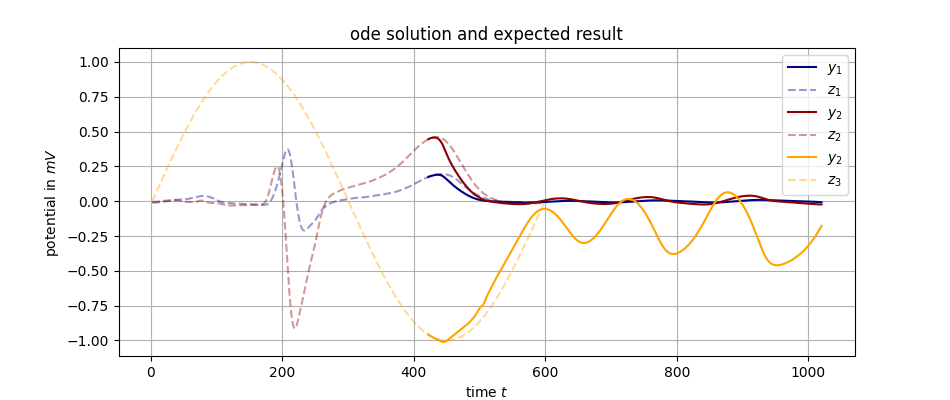 ode solution and expected result
potential in mV
1.00
0.75
0.50
0.25
0.00
−0.25
−0.50
−0.75
−1.00
0
200
400
600
800
1000
time t
y₁
z₁
y₂
z₂
y₂
z₃